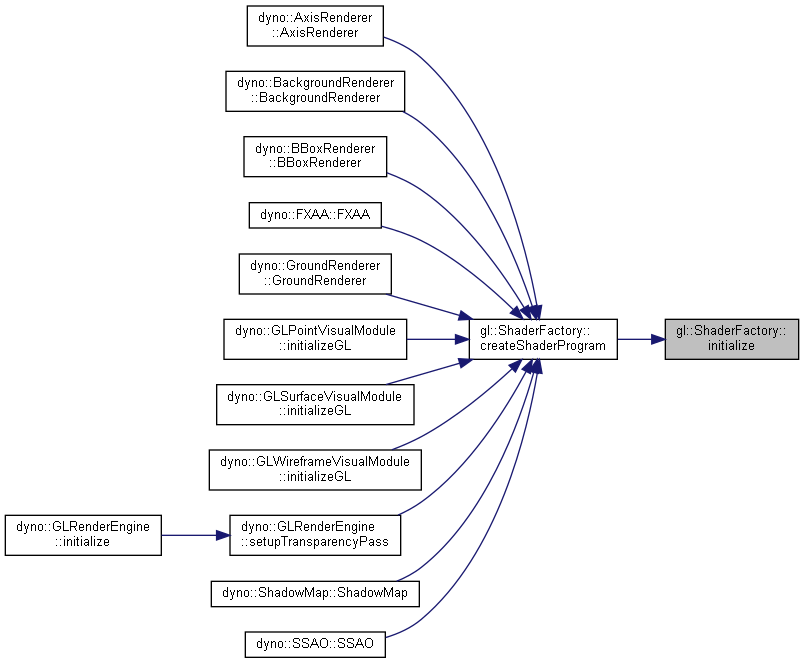 dyno::AxisRenderer
::AxisRenderer
dyno::BackgroundRenderer
::BackgroundRenderer
dyno::BBoxRenderer
::BBoxRenderer
dyno::FXAA::FXAA
dyno::GroundRenderer
::GroundRenderer
dyno::GLPointVisualModule
::initializeGL
gl::ShaderFactory::
createShaderProgram
gl::ShaderFactory::
initialize
dyno::GLSurfaceVisualModule
::initializeGL
dyno::GLWireframeVisualModule
::initializeGL
dyno::GLRenderEngine
::initialize
dyno::GLRenderEngine
::setupTransparencyPass
dyno::ShadowMap::ShadowMap
dyno::SSAO::SSAO